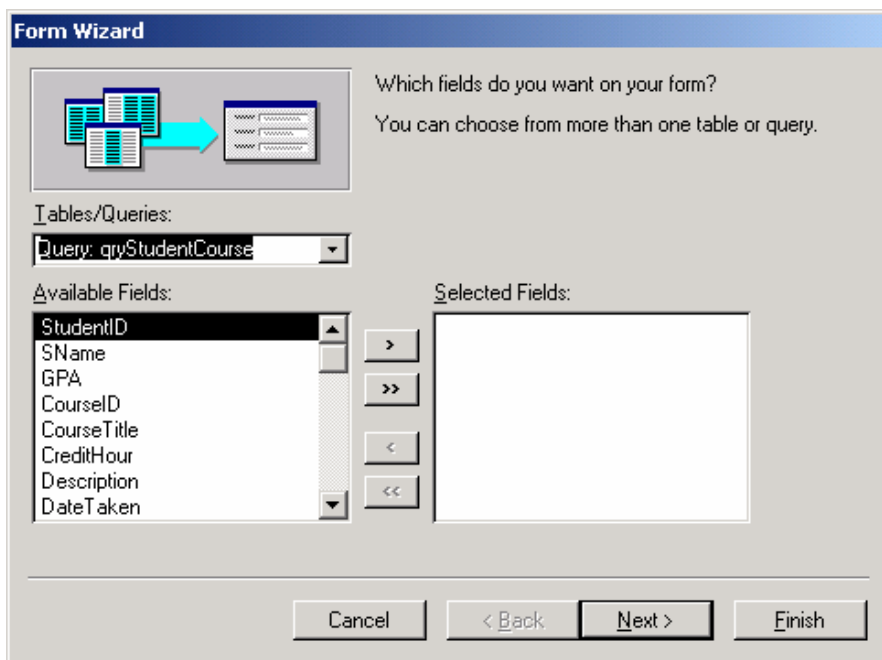 Form Wizard
Which fields do you want on your form?
You can choose from more than one table or query.
Tables/Queries:
Query: qryStudentCourse
Available Fields:
Selected Fields:
StudentID
SName
GPA
CourseID
CourseTitle
CreditHour
Description
DateTaken
>
>>
<
<<
Cancel
< Back
Next >
Finish